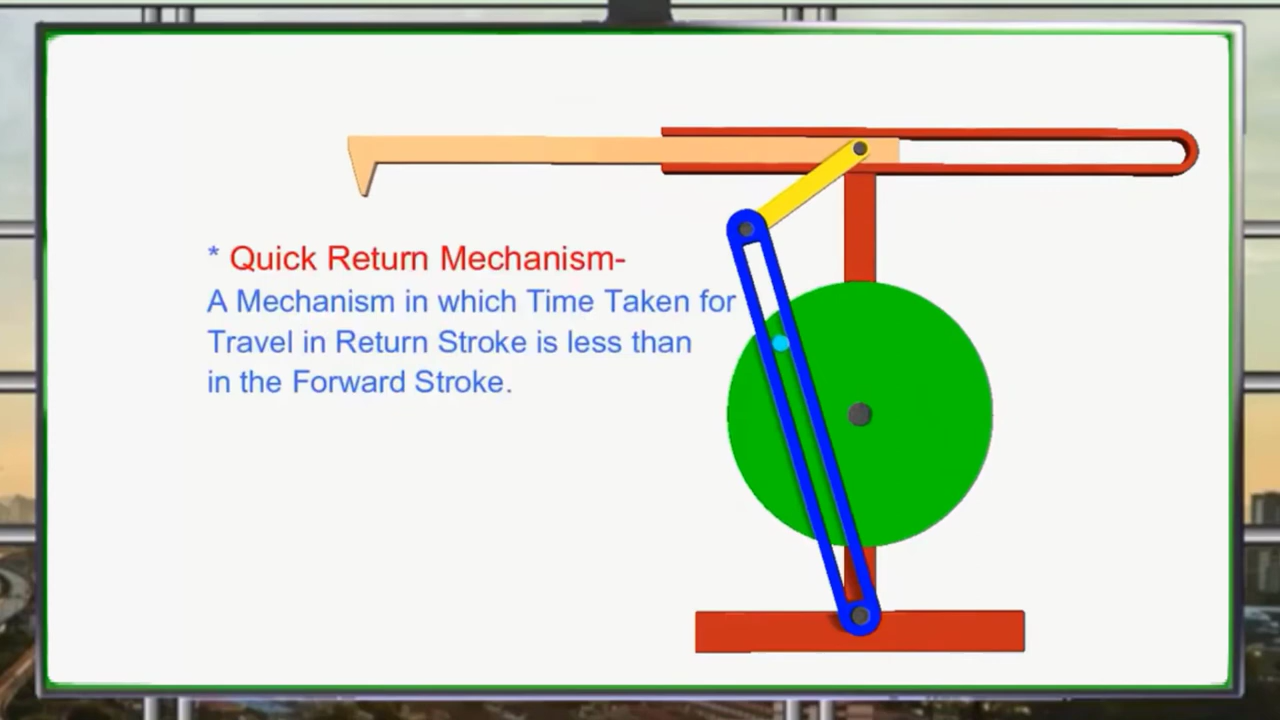 * Quick Return Mechanism-
A Mechanism in which Time Taken for
Travel in Return Stroke is less than
in the Forward Stroke.